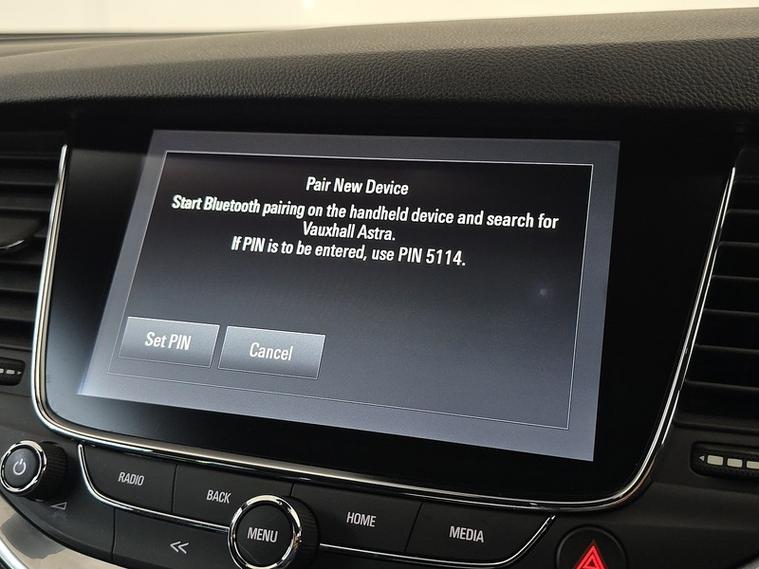 Pair New Device
Start Bluetooth pairing on the handheld device and search for
Vauxhall Astra.
If PIN is to be entered, use PIN 5114.
Set PIN
Cancel
RADIO
BACK
MENU
HOME
MEDIA